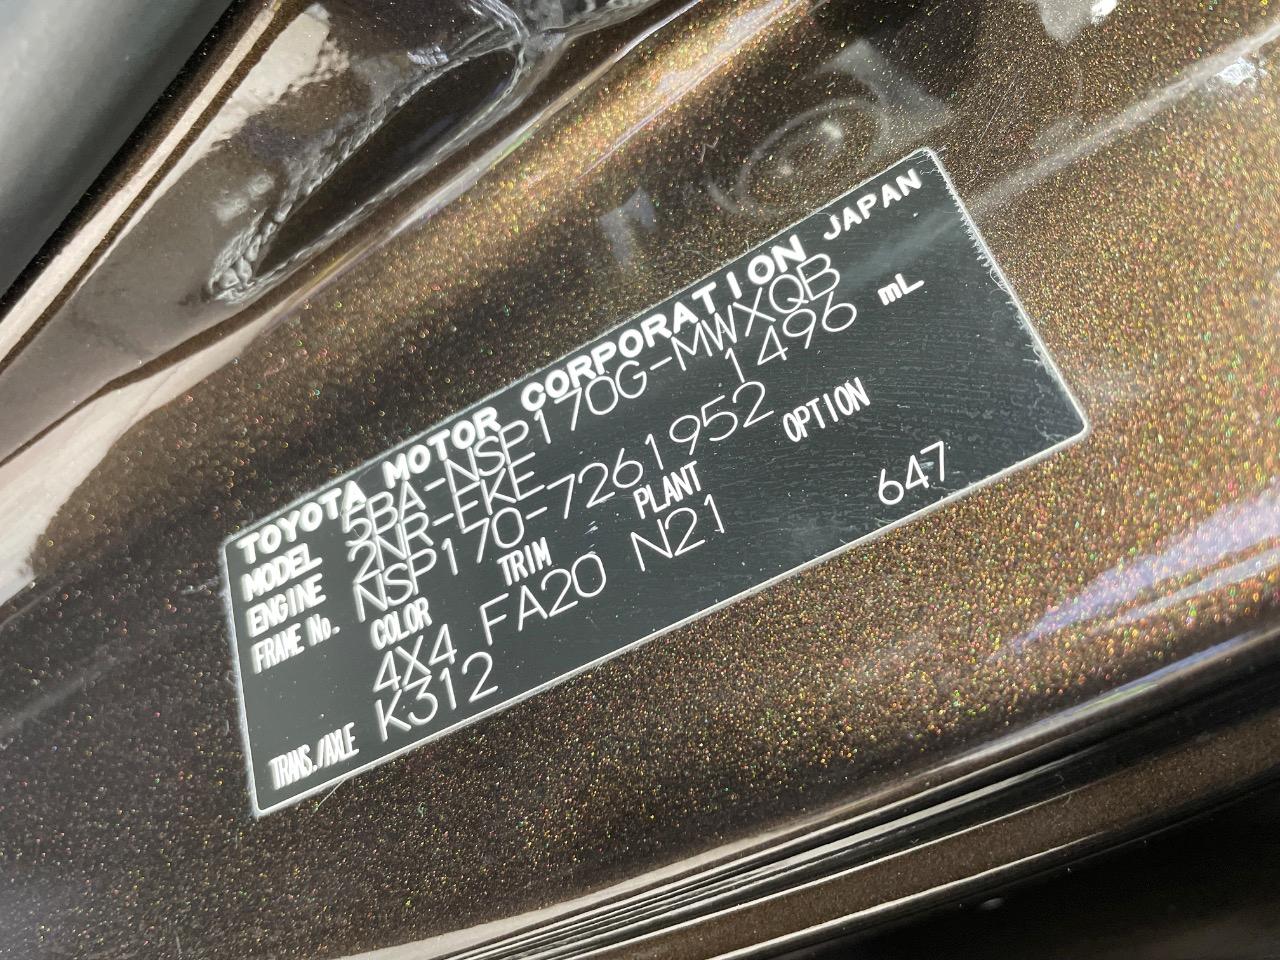 TOYOTA MOTOR CORPORATION JAPAN
MODEL 5BA-NSP170G-MWXQB
ENGINE 2NR-EKE 1496 mL
FRAME No. NSP170-7261952
COLOR TRIM PLANT OPTION
4X4 FA20 N21 647
TRANS./AXLE K312